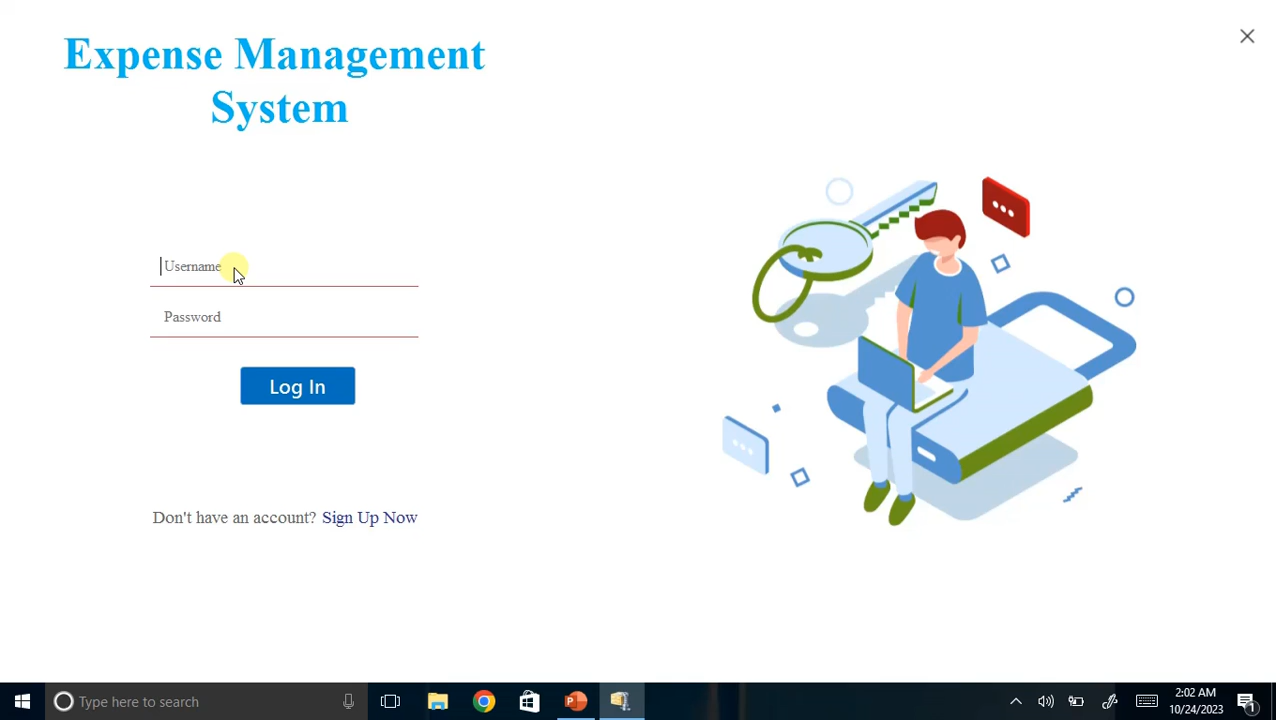 Expense Management
System
Username
Password
Log In
Don't have an account? Sign Up Now
Type here to search
2:02 AM
10/24/2023
1